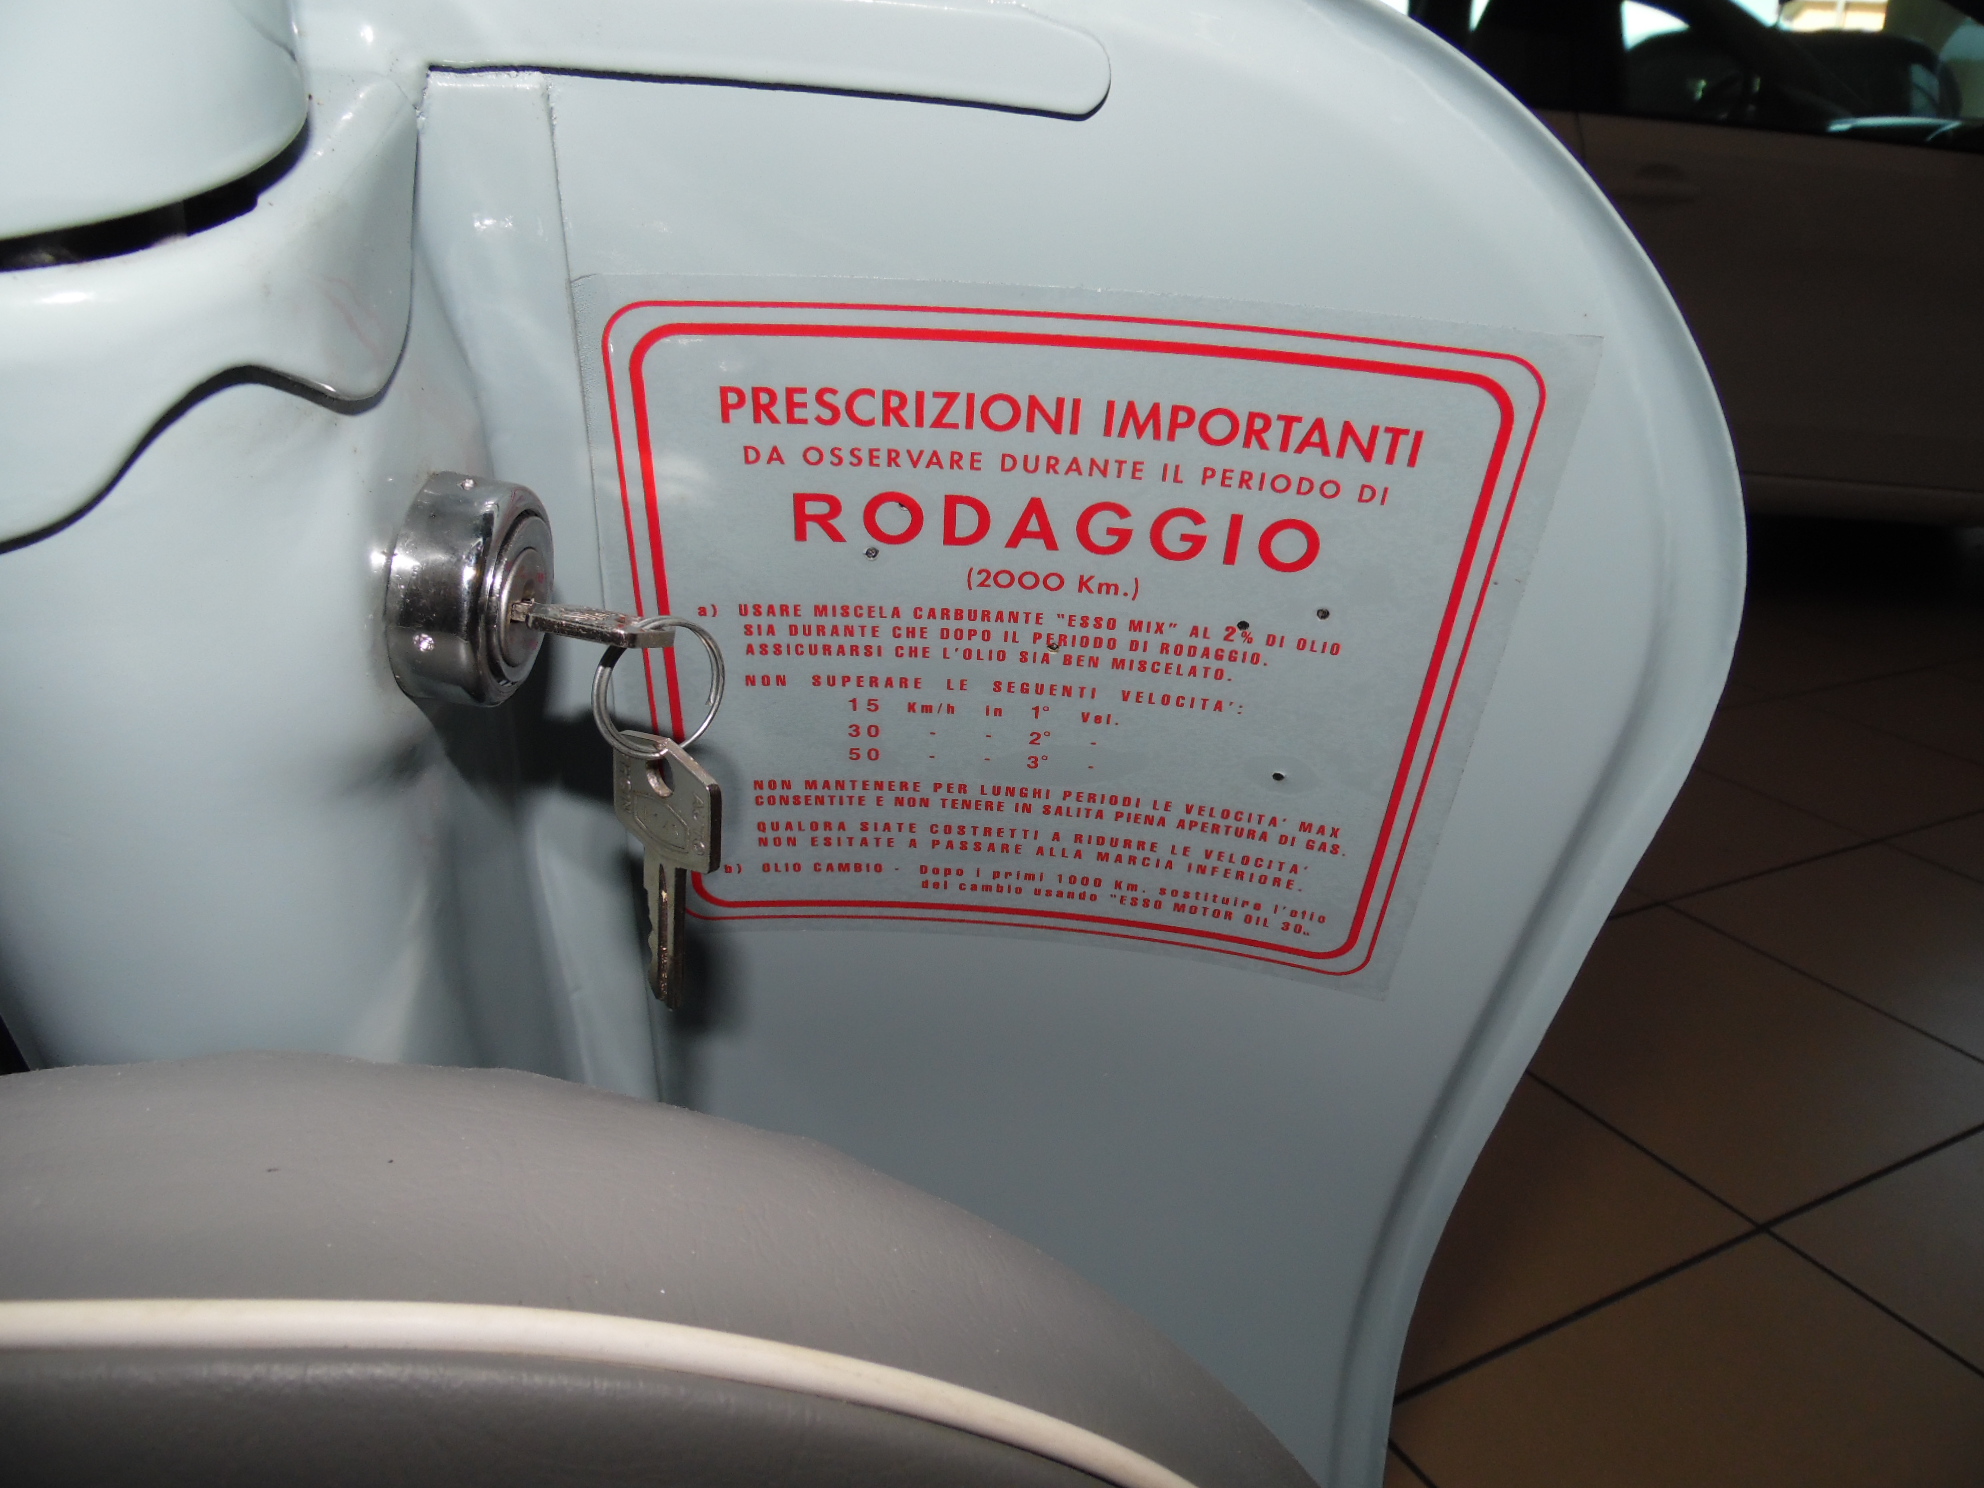 PRESCRIZIONI IMPORTANTI
DA OSSERVARE DURANTE IL PERIODO DI
RODAGGIO
(2000 Km.)
a) USARE MISCELA CARBURANTE "ESSO MIX" AL 2% DI OLIO
SIA DURANTE CHE DOPO IL PERIODO DI RODAGGIO.
ASSICURARSI CHE L'OLIO SIA BEN MISCELATO.
NON SUPERARE LE SEGUENTI VELOCITA':
15 Km/h in 1° Vel.
30 - - 2° -
50 - - 3° -
NON MANTENERE PER LUNGHI PERIODI LE VELOCITA' MAX
CONSENTITE E NON TENERE IN SALITA PIENA APERTURA DI GAS.
QUALORA SIATE COSTRETTI A RIDURRE LE VELOCITA'
NON ESITATE A PASSARE ALLA MARCIA INFERIORE.
b) OLIO CAMBIO - Dopo i primi 1000 Km. sostituire l'olio
del cambio usando "ESSO MOTOR OIL 30„